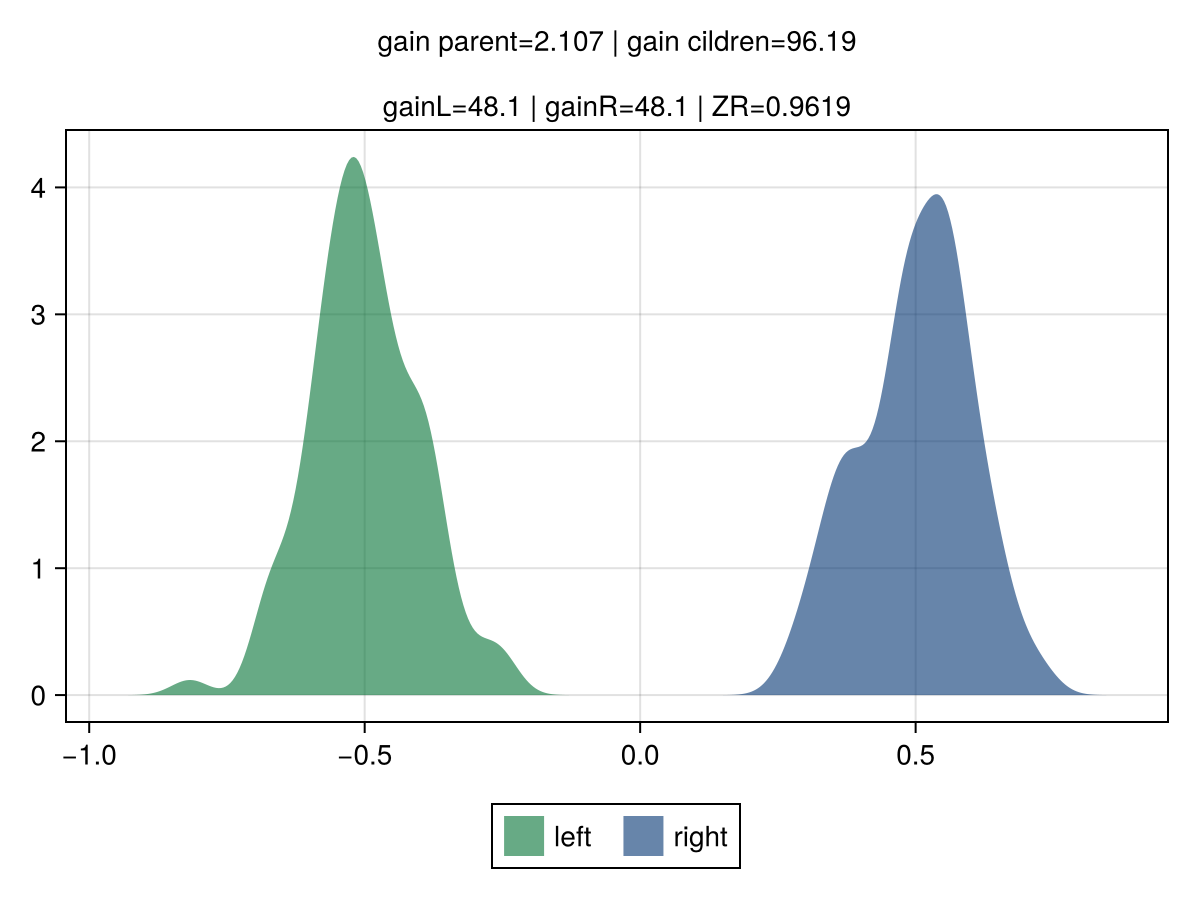 gain parent=2.107 | gain cildren=96.19
gainL=48.1 | gainR=48.1 | ZR=0.9619
4
3
2
1
0
−1.0 −0.5 0.0 0.5
left right